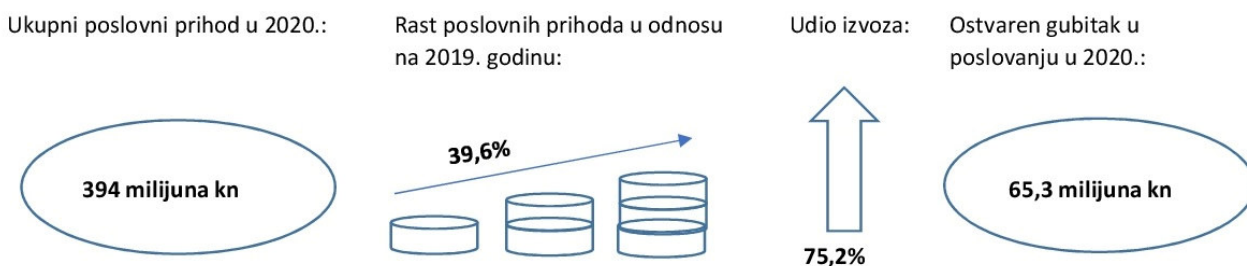 Ukupni poslovni prihod u 2020.:
394 milijuna kn
Rast poslovnih prihoda u odnosu
na 2019. godinu:
39,6%
Udio izvoza:
75,2%
Ostvaren gubitak u
poslovanju u 2020.:
65,3 milijuna kn